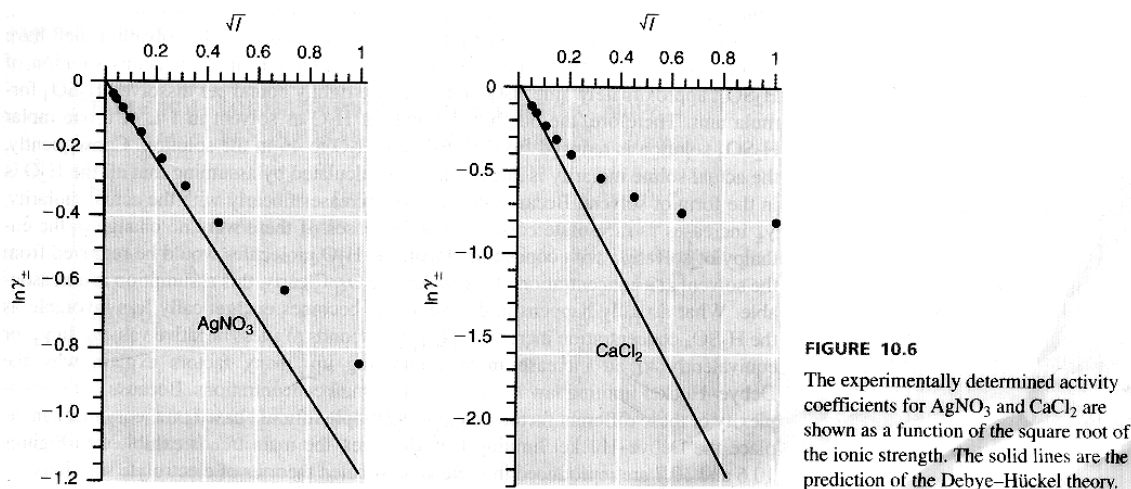 √I
0.2 0.4 0.6 0.8 1
0
−0.2
−0.4
−0.6
−0.8
−1.0
−1.2
lnγ±
AgNO₃
√I
0.2 0.4 0.6 0.8 1
0
−0.5
−1.0
−1.5
−2.0
lnγ±
CaCl₂
FIGURE 10.6
The experimentally determined activity
coefficients for AgNO₃ and CaCl₂ are
shown as a function of the square root of
the ionic strength. The solid lines are the
prediction of the Debye–Hückel theory.